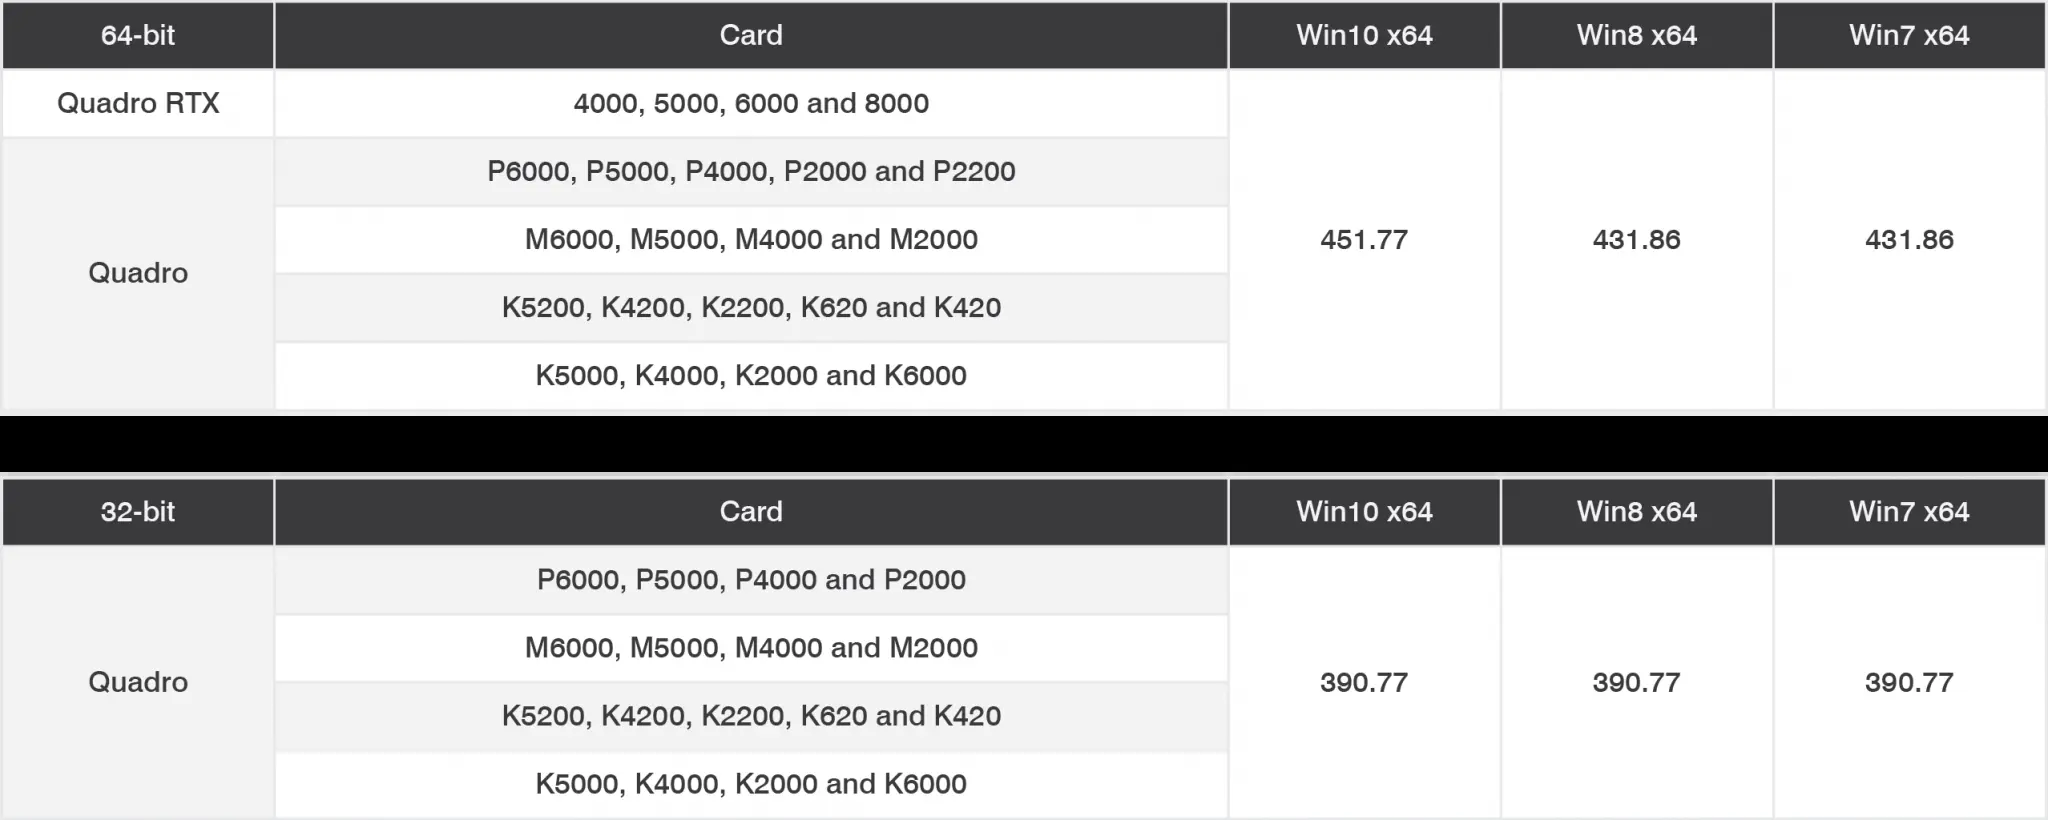 64-bit Card Win10 x64 Win8 x64 Win7 x64
Quadro RTX 4000, 5000, 6000 and 8000
P6000, P5000, P4000, P2000 and P2200
M6000, M5000, M4000 and M2000 451.77 431.86 431.86
Quadro
K5200, K4200, K2200, K620 and K420
K5000, K4000, K2000 and K6000
32-bit Card Win10 x64 Win8 x64 Win7 x64
P6000, P5000, P4000 and P2000
M6000, M5000, M4000 and M2000
Quadro 390.77 390.77 390.77
K5200, K4200, K2200, K620 and K420
K5000, K4000, K2000 and K6000